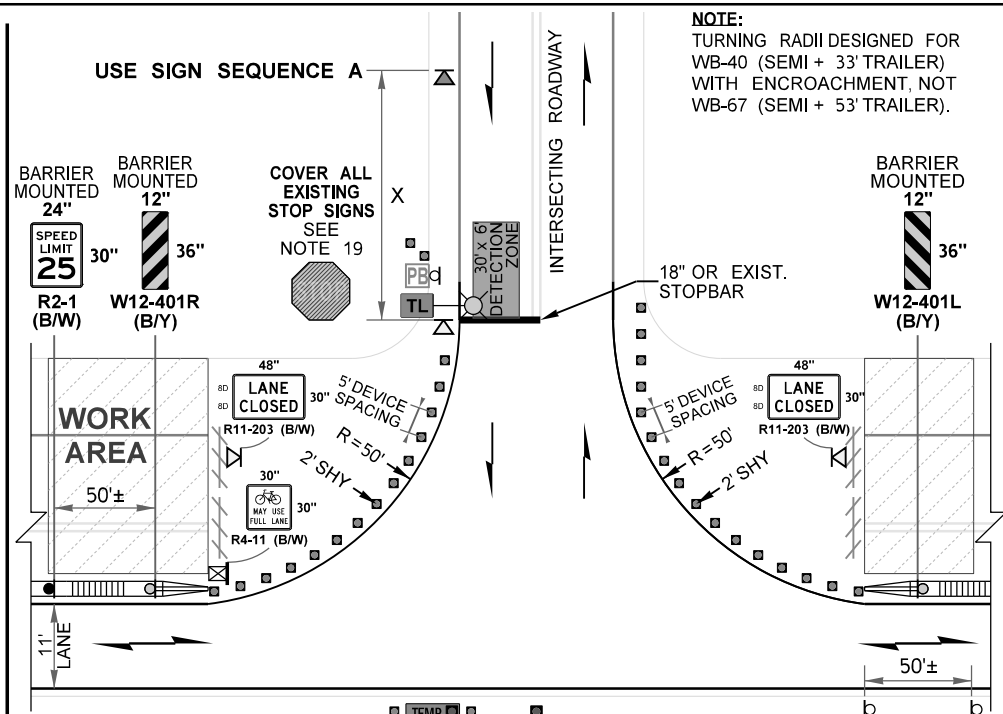 NOTE:
TURNING RADII DESIGNED FOR
WB-40 (SEMI + 33' TRAILER)
WITH ENCROACHMENT, NOT
WB-67 (SEMI + 53' TRAILER).
USE SIGN SEQUENCE A
INTERSECTING ROADWAY
X
COVER ALL
EXISTING
STOP SIGNS
SEE
NOTE 19
STOP
BARRIER
MOUNTED
24"
SPEED
LIMIT
25
30"
R2-1
(B/W)
BARRIER
MOUNTED
12"
36"
W12-401R
(B/Y)
PB
TL
30' x 6'
DETECTION
ZONE
18" OR EXIST.
STOPBAR
BARRIER
MOUNTED
12"
36"
W12-401L
(B/Y)
48"
8D
8D
LANE
CLOSED
30"
R11-203 (B/W)
5' DEVICE
SPACING
R=50'
2' SHY
WORK
AREA
50'±
30"
MAY USE
FULL LANE
30"
R4-11 (B/W)
5' DEVICE
SPACING
R=50'
2' SHY
48"
8D
8D
LANE
CLOSED
30"
R11-203 (B/W)
11'
LANE
50'±
TEMP